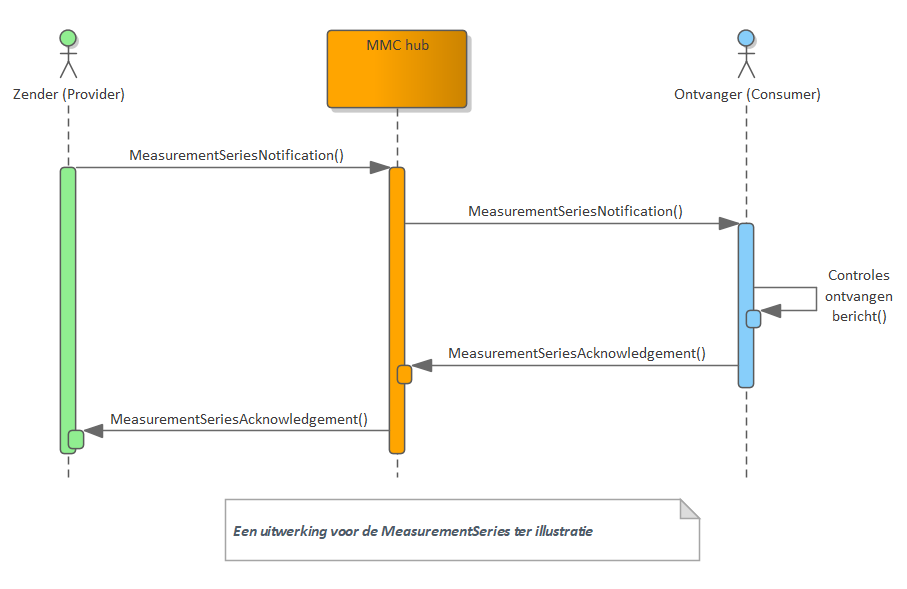 MMC hub
Zender (Provider)
Ontvanger (Consumer)
MeasurementSeriesNotification()
MeasurementSeriesNotification()
Controles
ontvangen
bericht()
MeasurementSeriesAcknowledgement()
MeasurementSeriesAcknowledgement()
Een uitwerking voor de MeasurementSeries ter illustratie